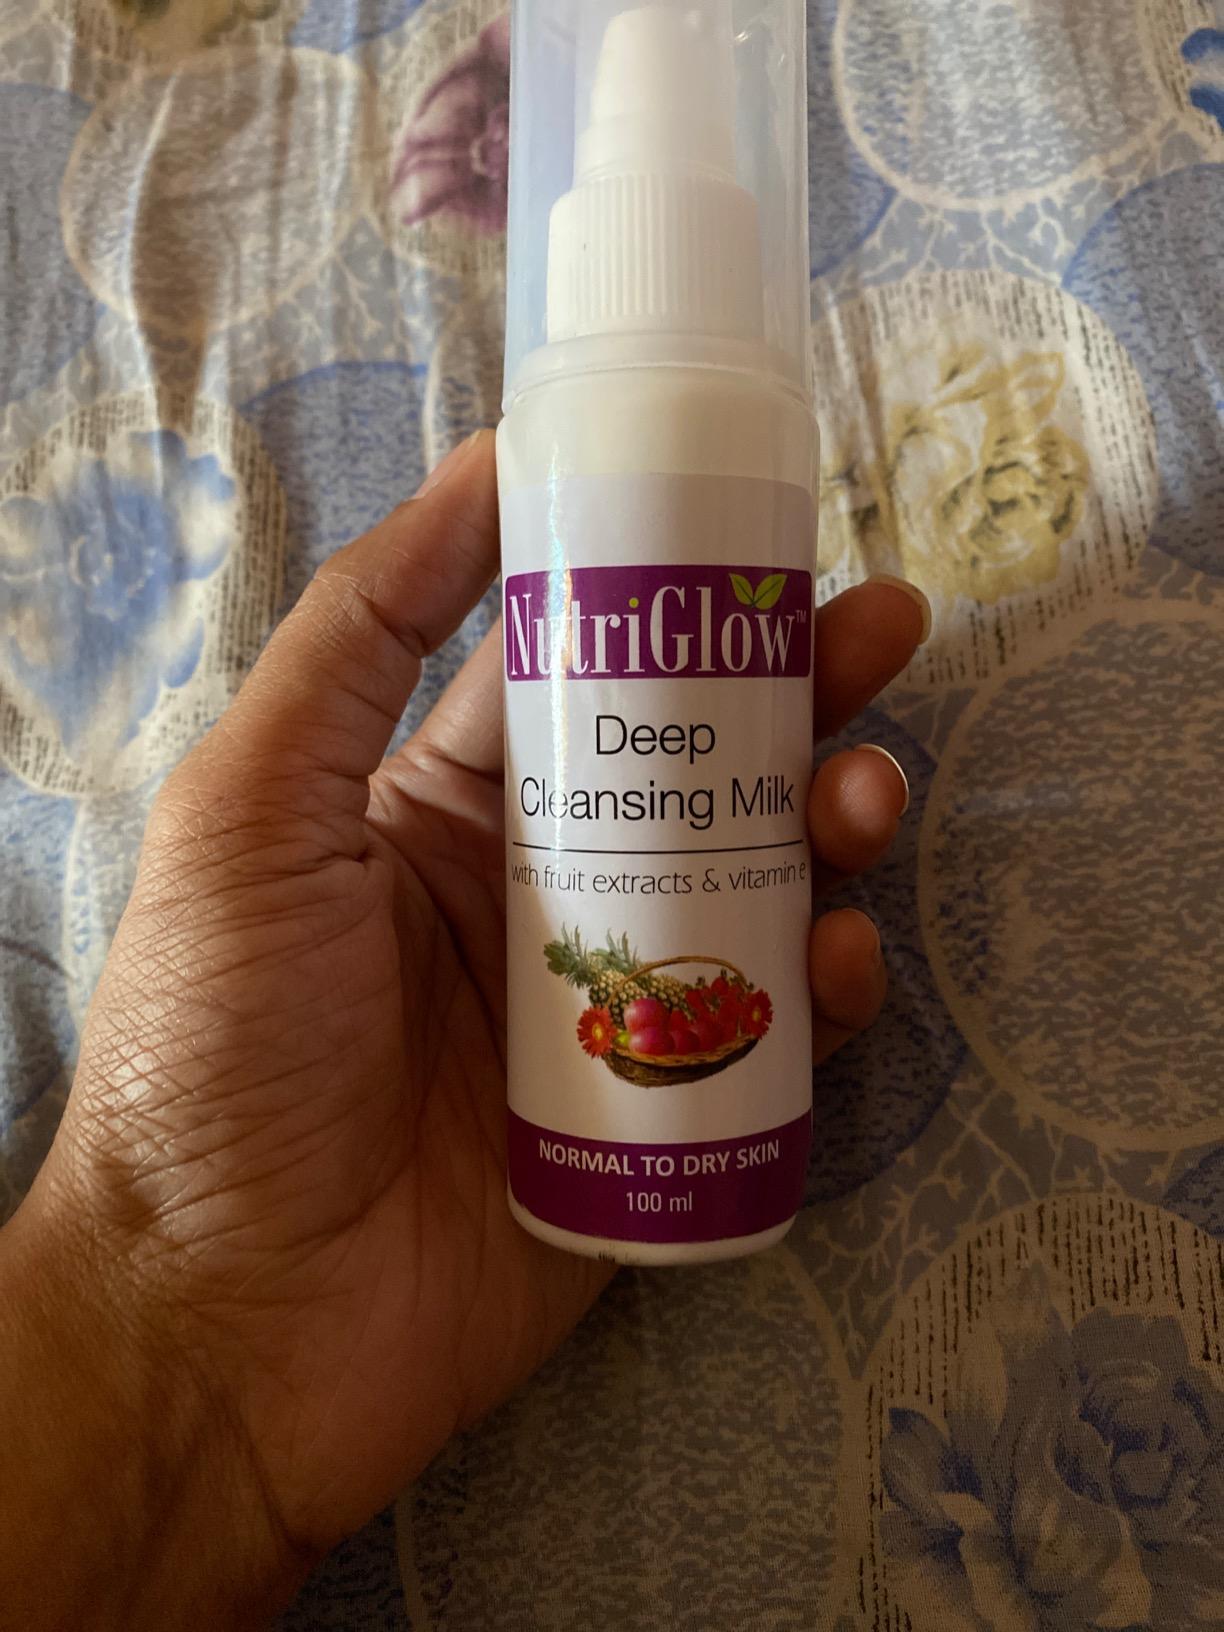 NutriGlow™
Deep
Cleansing Milk
with fruit extracts & vitamin e
NORMAL TO DRY SKIN
100 ml